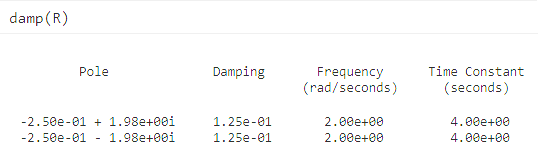 damp(R)
Pole Damping Frequency Time Constant
(rad/seconds) (seconds)
-2.50e-01 + 1.98e+00i 1.25e-01 2.00e+00 4.00e+00
-2.50e-01 - 1.98e+00i 1.25e-01 2.00e+00 4.00e+00